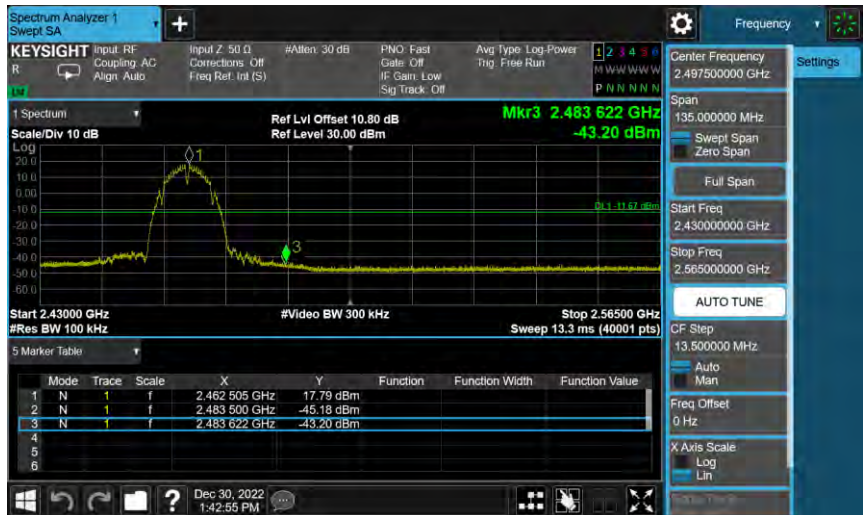 Spectrum Analyzer 1
Swept SA
Frequency
KEYSIGHT
R
Input: RF
Coupling: AC
Align: Auto
Input Z: 50 Ω
Corrections: Off
Freq Ref: Int (S)
#Atten: 30 dB
PNO: Fast
Gate: Off
IF Gain: Low
Sig Track: Off
Avg Type: Log-Power
Trig: Free Run
1 2 3 4 5 6
M W W W W W
P N N N N N
1 Spectrum
Scale/Div 10 dB
Ref Lvl Offset 10.80 dB
Ref Level 30.00 dBm
Mkr3 2.483 622 GHz
-43.20 dBm
Log
20.0
10.0
0.00
-10.0
-20.0
-30.0
-40.0
-50.0
-60.0
1
3
DL1 -11.67 dBm
Start 2.43000 GHz
#Res BW 100 kHz
#Video BW 300 kHz
Stop 2.56500 GHz
Sweep 13.3 ms (40001 pts)
5 Marker Table
Mode Trace Scale X Y Function Function Width Function Value
1 N 1 f 2.462 505 GHz 17.79 dBm
2 N 1 f 2.483 500 GHz -45.18 dBm
3 N 1 f 2.483 622 GHz -43.20 dBm
4
5
6
Dec 30, 2022
1:42:55 PM
Center Frequency
2.497500000 GHz
Span
135.000000 MHz
Swept Span
Zero Span
Full Span
Start Freq
2.430000000 GHz
Stop Freq
2.565000000 GHz
AUTO TUNE
CF Step
13.500000 MHz
Auto
Man
Freq Offset
0 Hz
X Axis Scale
Log
Lin
Settings